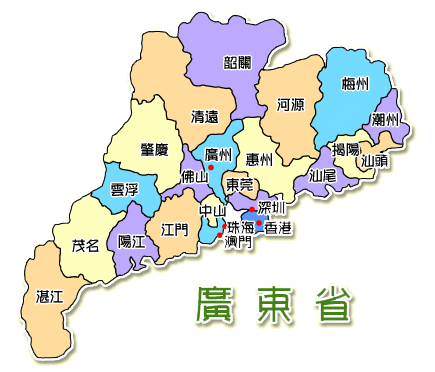 韶關
梅州
河源
潮州
清遠
肇慶
廣州
惠州
揭陽
汕頭
佛山
東莞
汕尾
雲浮
中山
深圳
江門
珠海
香港
茂名
陽江
澳門
湛江
廣東省